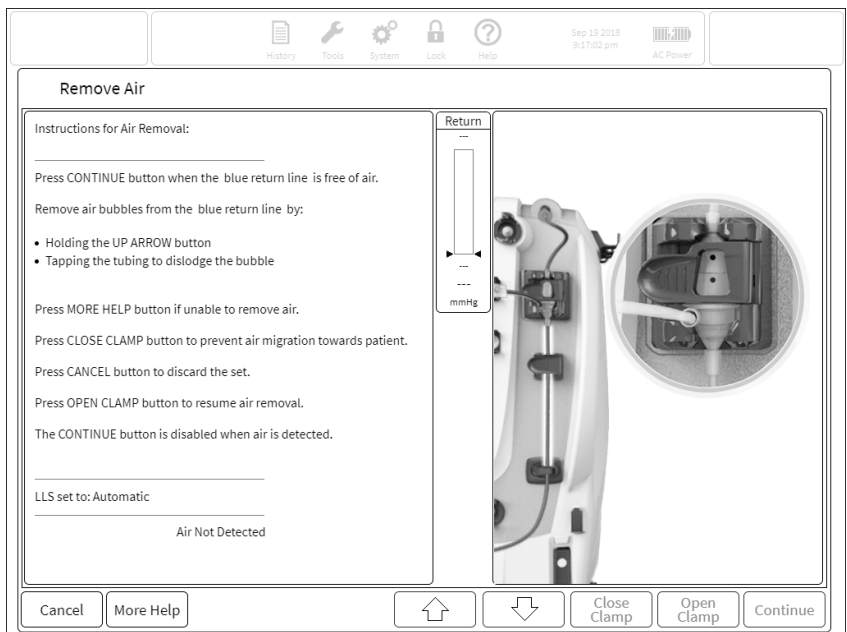 History
Tools
System
Lock
Help
Sep 19 2018
9:17:02 pm
AC Power
Remove Air
Instructions for Air Removal:
Press CONTINUE button when the blue return line is free of air.
Remove air bubbles from the blue return line by:
• Holding the UP ARROW button
• Tapping the tubing to dislodge the bubble
Press MORE HELP button if unable to remove air.
Press CLOSE CLAMP button to prevent air migration towards patient.
Press CANCEL button to discard the set.
Press OPEN CLAMP button to resume air removal.
The CONTINUE button is disabled when air is detected.
LLS set to: Automatic
Air Not Detected
Return
---
---
---
mmHg
Cancel
More Help
Close
Clamp
Open
Clamp
Continue